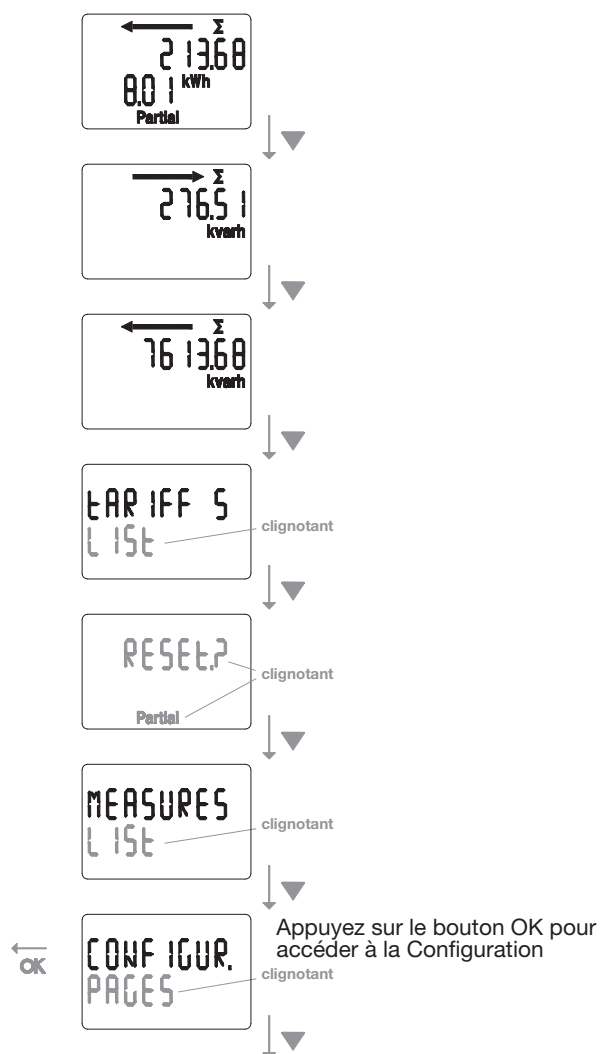 Σ
213.68
8.01 kWh
Partial
Σ
276.51
kvarh
Σ
7613.68
kvarh
tARIFF S
LISt
clignotant
RESEt.?
clignotant
Partial
MEASURES
LISt
clignotant
Appuyez sur le bouton OK pour
accéder à la Configuration
OK
CONFIGUR.
PAGES
clignotant